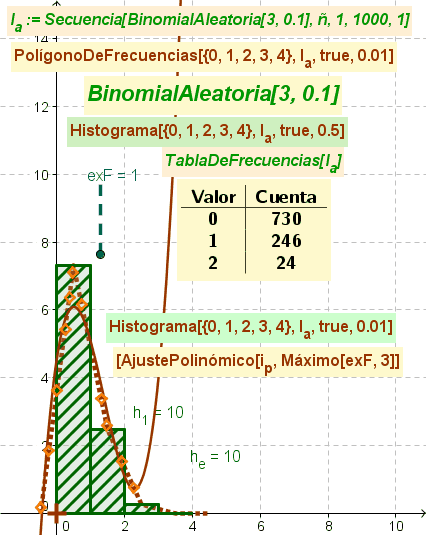 l_a := Secuencia[BinomialAleatoria[3, 0.1], ñ, 1, 1000, 1]
PolígonoDeFrecuencias[{0, 1, 2, 3, 4}, l_a, true, 0.01]
14
BinomialAleatoria[3, 0.1]
12
Histograma[{0, 1, 2, 3, 4}, l_a, true, 0.5]
TablaDeFrecuencias[l_a]
10
exF = 1
Valor Cuenta
0 730
1 246
2 24
8
6
Histograma[{0, 1, 2, 3, 4}, l_a, true, 0.01]
[AjustePolinómico[i_p, Máximo[exF, 3]]
4
h_1 = 10
2
h_e = 10
0
0 2 4 6 8 10